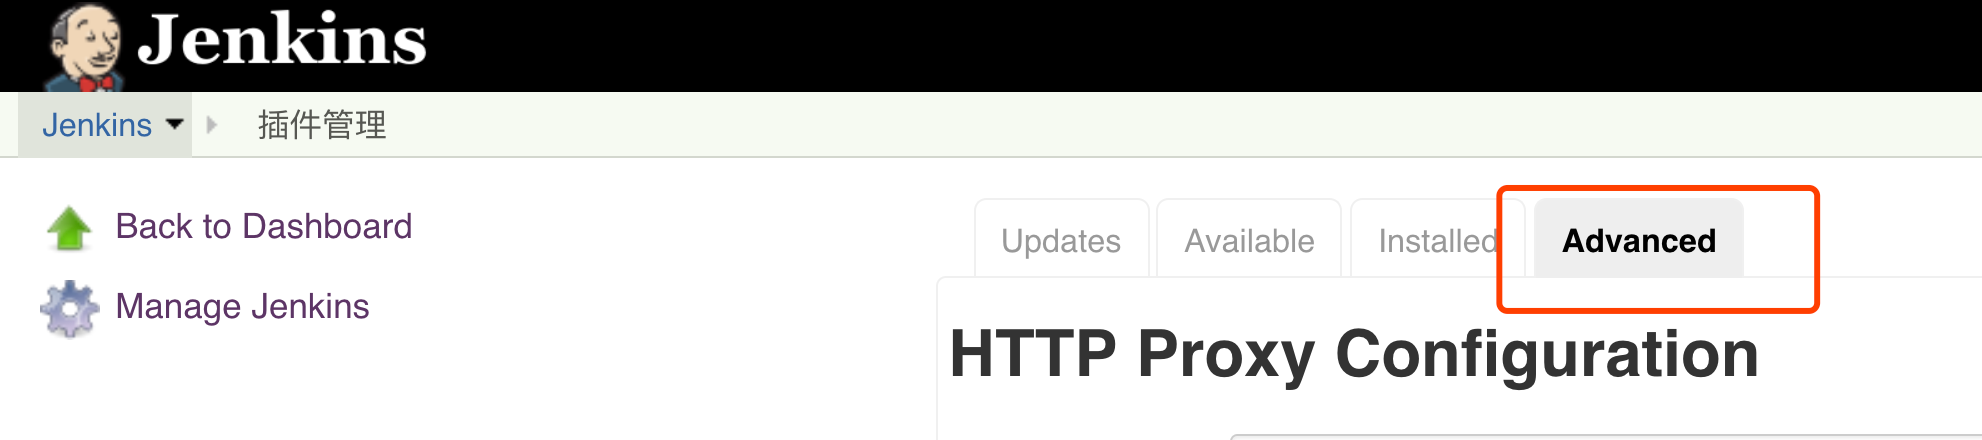 Jenkins
Jenkins 插件管理
Back to Dashboard
Manage Jenkins
Updates Available Installed Advanced
HTTP Proxy Configuration